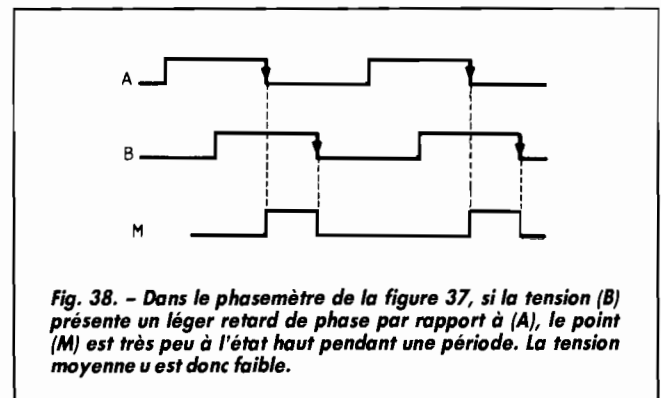 A
B
M
Fig. 38. – Dans le phasemètre de la figure 37, si la tension (B)
présente un léger retard de phase par rapport à (A), le point
(M) est très peu à l'état haut pendant une période. La tension
moyenne u est donc faible.